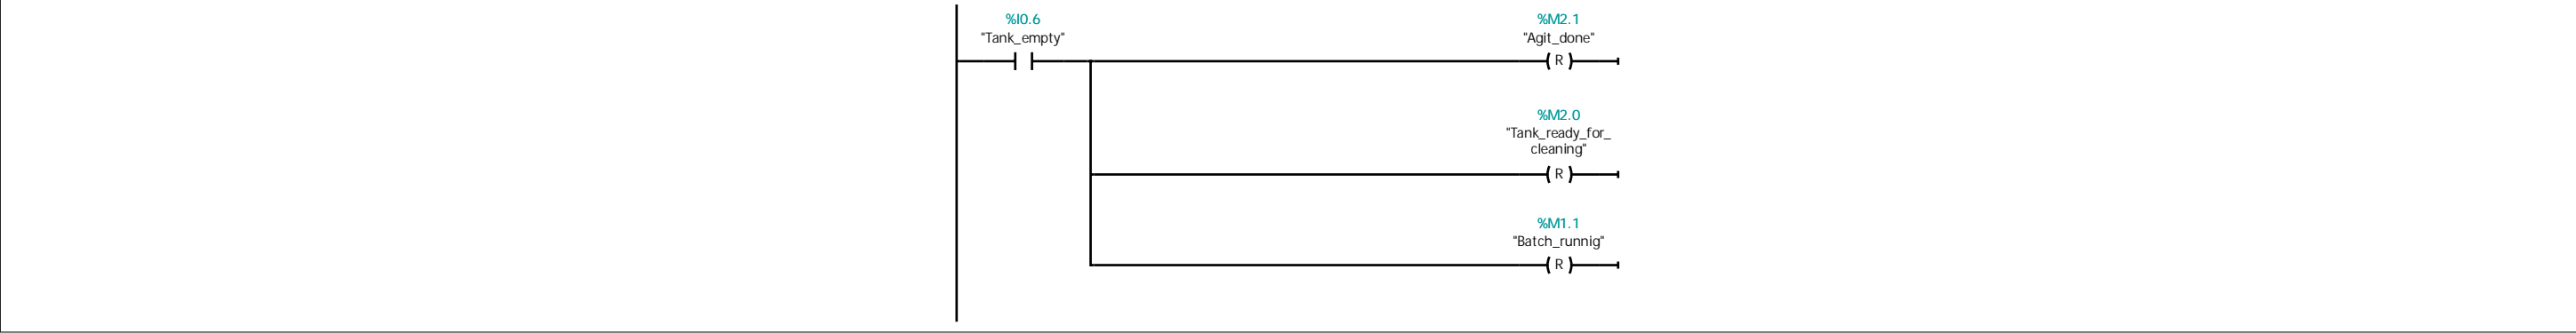 %I0.6
"Tank_empty"
%M2.1
"Agit_done"
R
%M2.0
"Tank_ready_for_
cleaning"
R
%M1.1
"Batch_runnig"
R